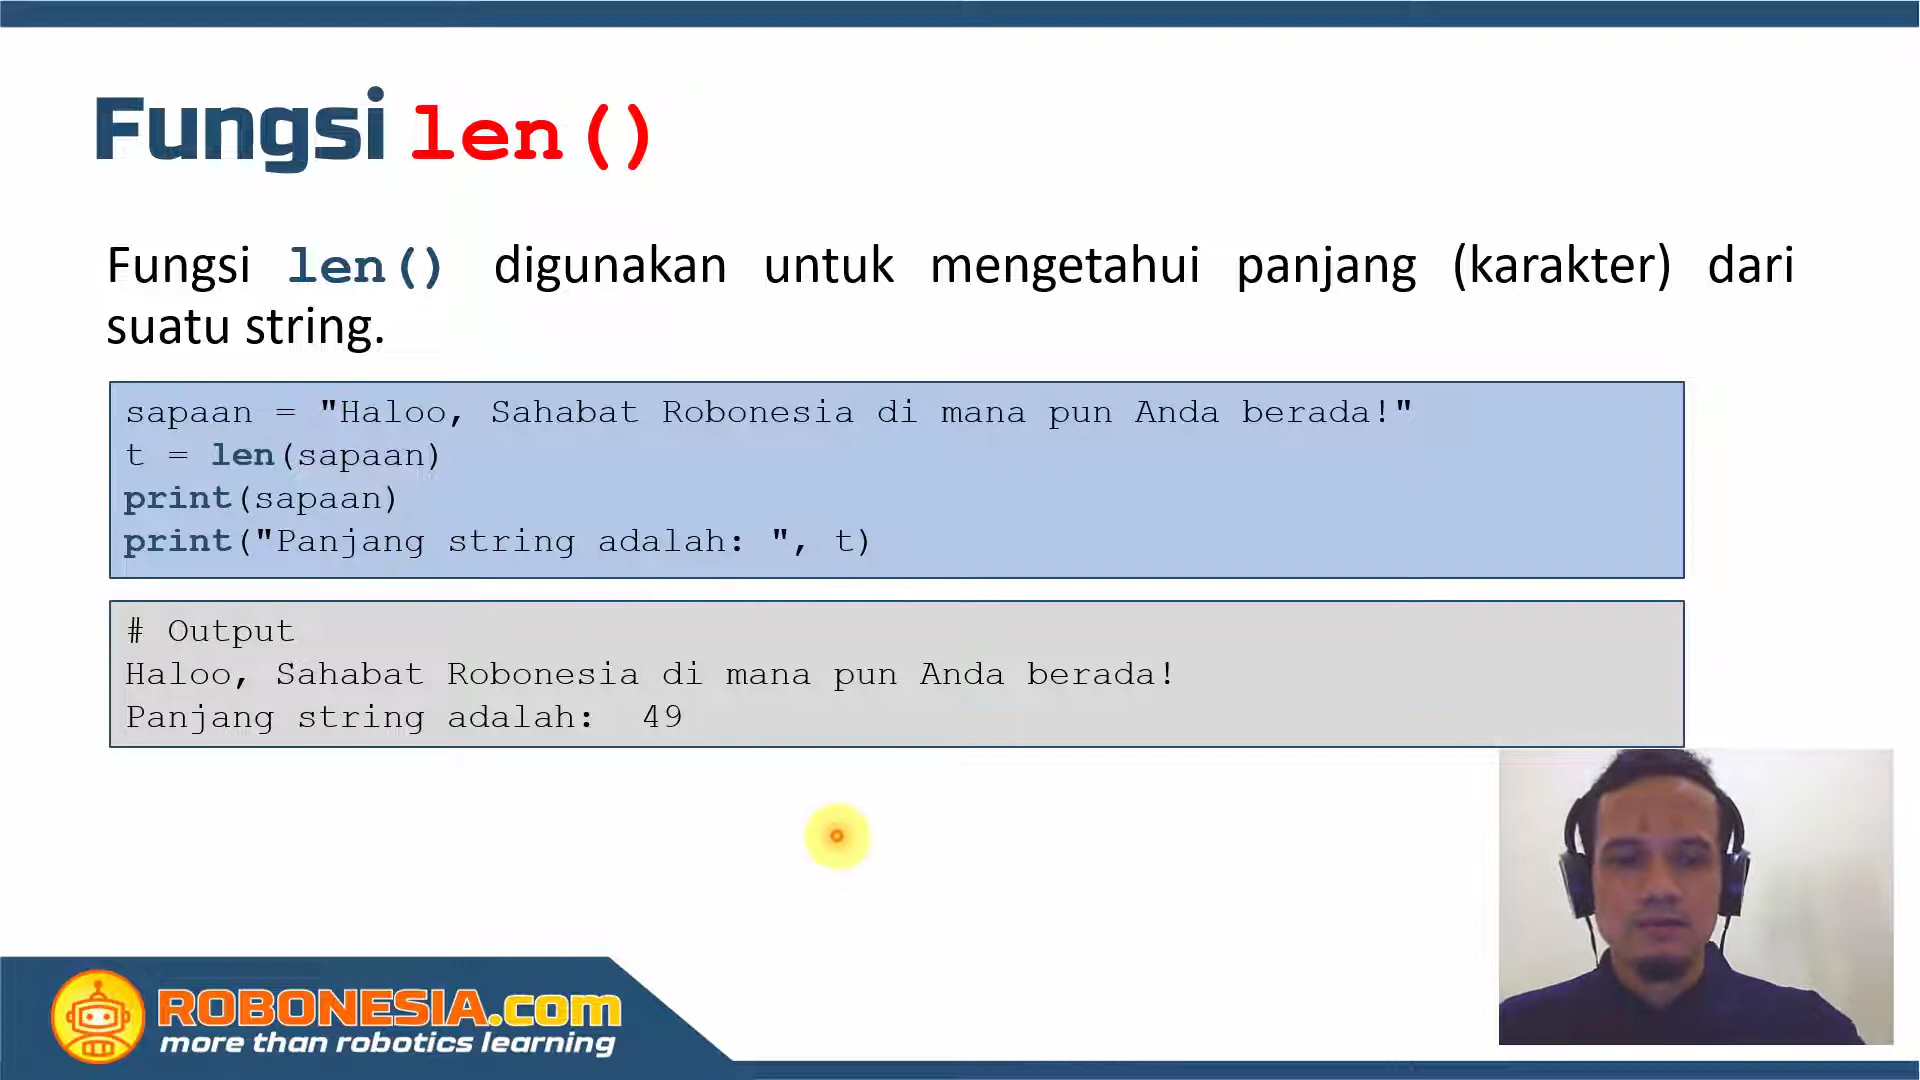 Fungsi len()
Fungsi len() digunakan untuk mengetahui panjang (karakter) dari
suatu string.
sapaan = "Haloo, Sahabat Robonesia di mana pun Anda berada!"
t = len(sapaan)
print(sapaan)
print("Panjang string adalah: ", t)
# Output
Haloo, Sahabat Robonesia di mana pun Anda berada!
Panjang string adalah:  49
ROBONESIA.com
more than robotics learning